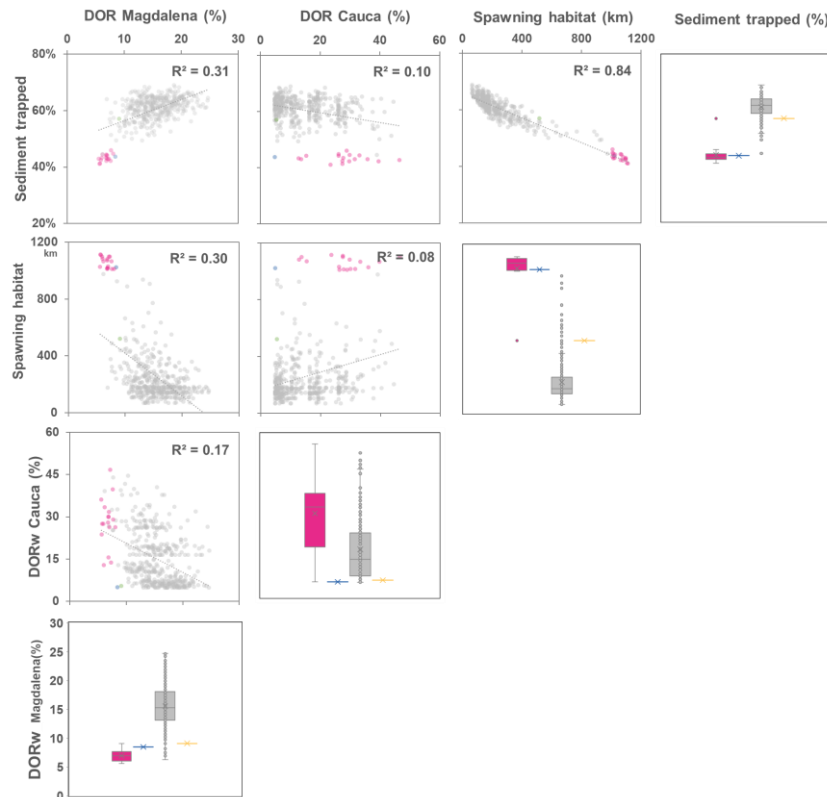 DOR Magdalena (%) DOR Cauca (%) Spawning habitat (km) Sediment trapped (%)
0 10 20 30 0 20 40 60 0 400 800 1200
Sediment trapped
80%
60%
40%
20%
R² = 0.31
R² = 0.10
R² = 0.84
Spawning habitat
1200
km
800
400
0
R² = 0.30
R² = 0.08
DORw Cauca (%)
60
45
30
15
0
R² = 0.17
DORw Magdalena(%)
30
25
20
15
10
5
0